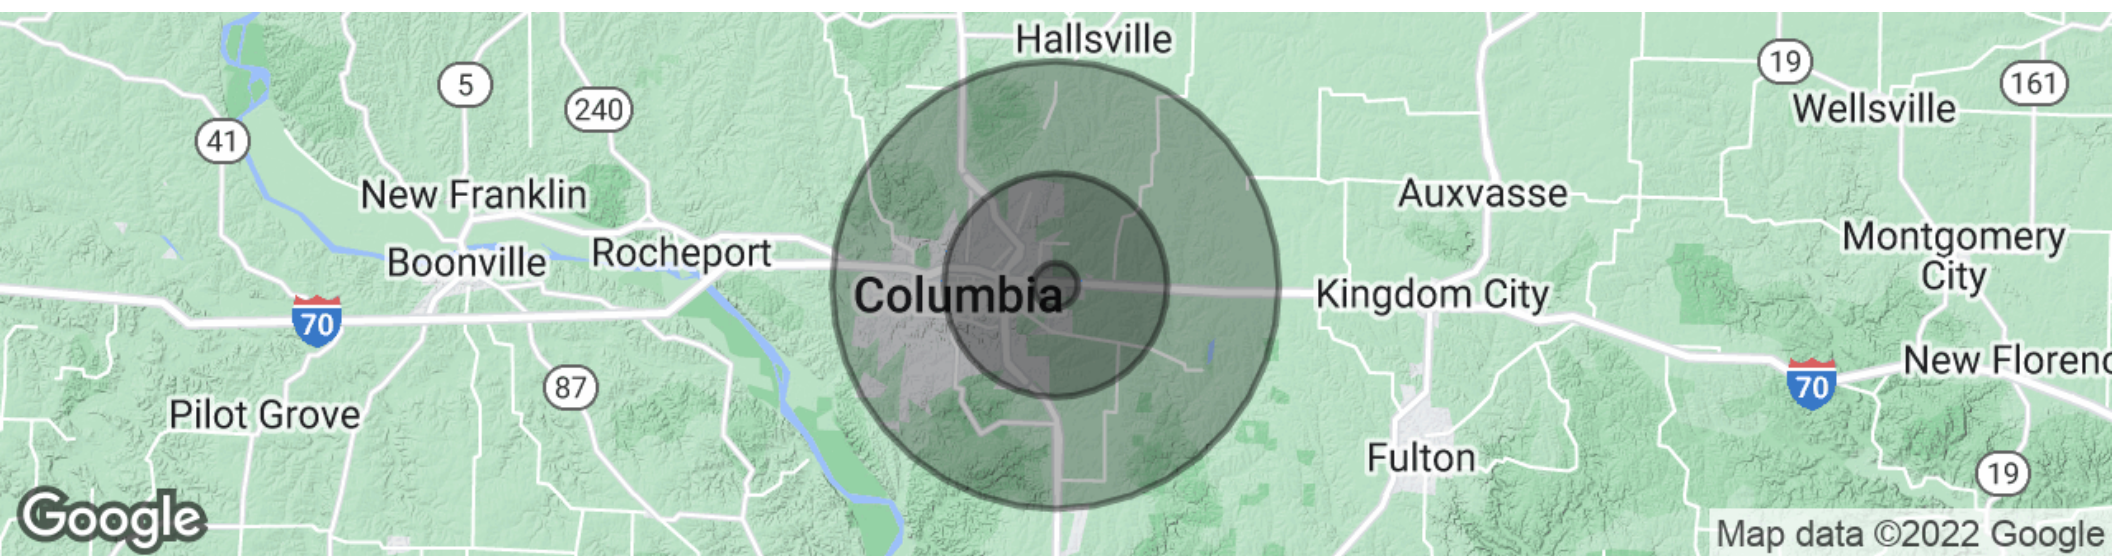 Hallsville
5
19
161
240
Wellsville
41
New Franklin
Auxvasse
Rocheport
Boonville
Montgomery
City
Columbia
Kingdom City
70
New Florenc
70
87
Pilot Grove
Fulton
19
Google
Map data ©2022 Google